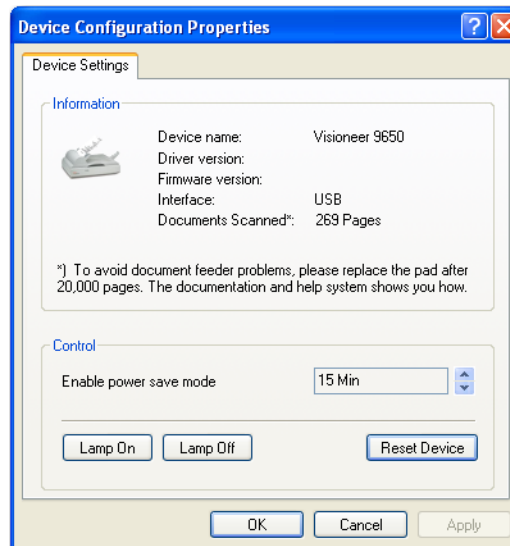 Device Configuration Properties
Device Settings
Information
Device name: Visioneer 9650
Driver version:
Firmware version:
Interface: USB
Documents Scanned*: 269 Pages
*) To avoid document feeder problems, please replace the pad after
20,000 pages. The documentation and help system shows you how.
Control
Enable power save mode 15 Min
Lamp On Lamp Off Reset Device
OK Cancel Apply